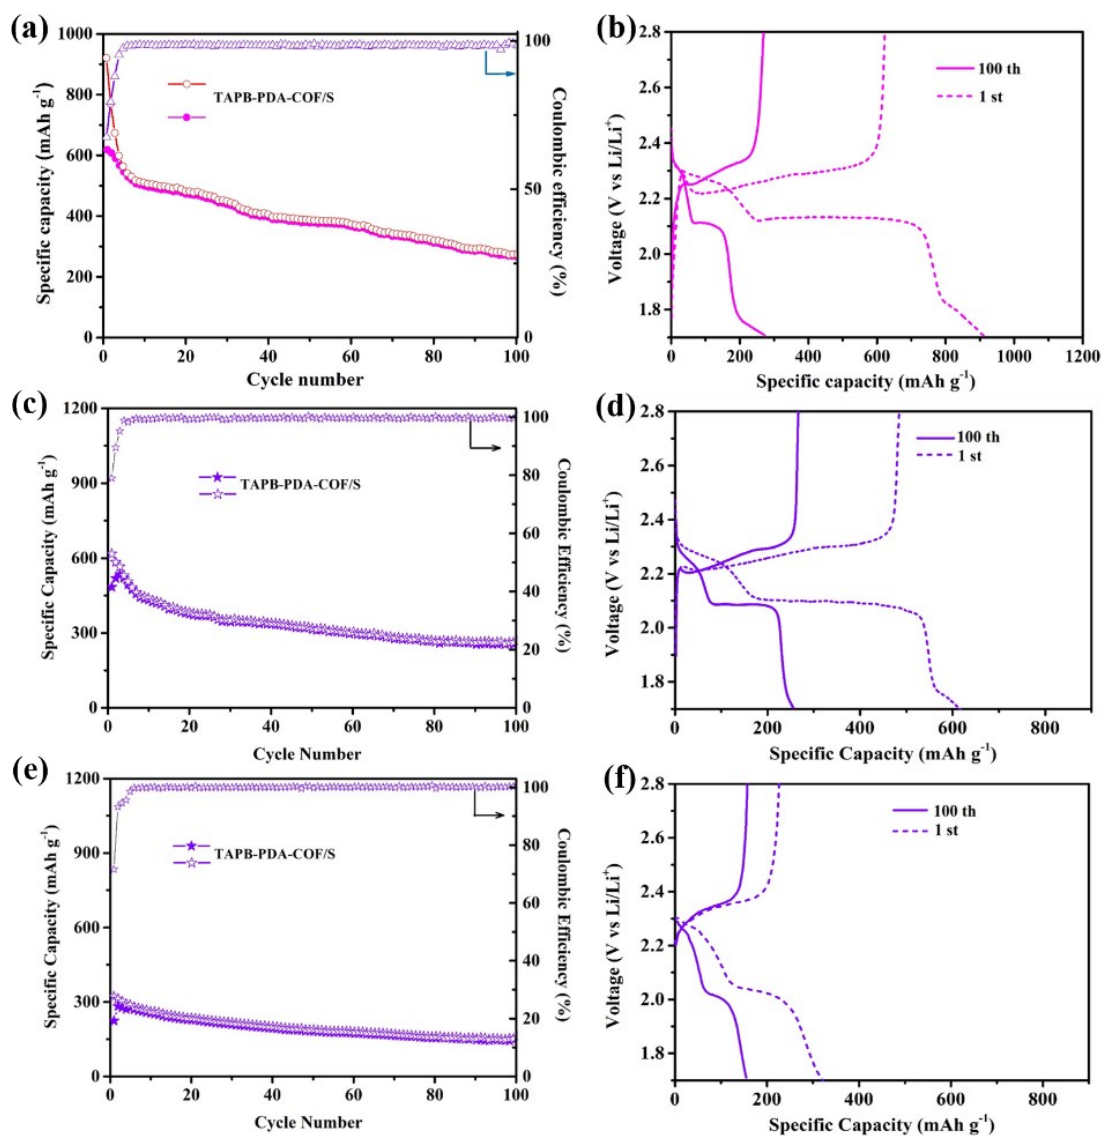 (a)
1000
800
600
400
200
0
Specific capacity (mAh g-1)
TAPB-PDA-COF/S
100
50
0
Coulombic efficiency (%)
0 20 40 60 80 100
Cycle number
(b)
2.8
2.6
2.4
2.2
2.0
1.8
Voltage (V vs Li/Li+)
100 th
1 st
0 200 400 600 800 1000 1200
Specific capacity (mAh g-1)
(c)
1200
900
600
300
0
Specific Capacity (mAh g-1)
TAPB-PDA-COF/S
100
80
60
40
20
0
Coulombic Efficiency (%)
0 20 40 60 80 100
Cycle Number
(d)
2.8
2.6
2.4
2.2
2.0
1.8
Voltage (V vs Li/Li+)
100 th
1 st
0 200 400 600 800
Specific Capacity (mAh g-1)
(e)
1200
900
600
300
0
Specific Capacity (mAh g-1)
TAPB-PDA-COF/S
100
80
60
40
20
0
Coulombic Efficiency (%)
0 20 40 60 80 100
Cycle Number
(f)
2.8
2.6
2.4
2.2
2.0
1.8
Voltage (V vs Li/Li+)
100 th
1 st
0 200 400 600 800
Specific Capacity (mAh g-1)